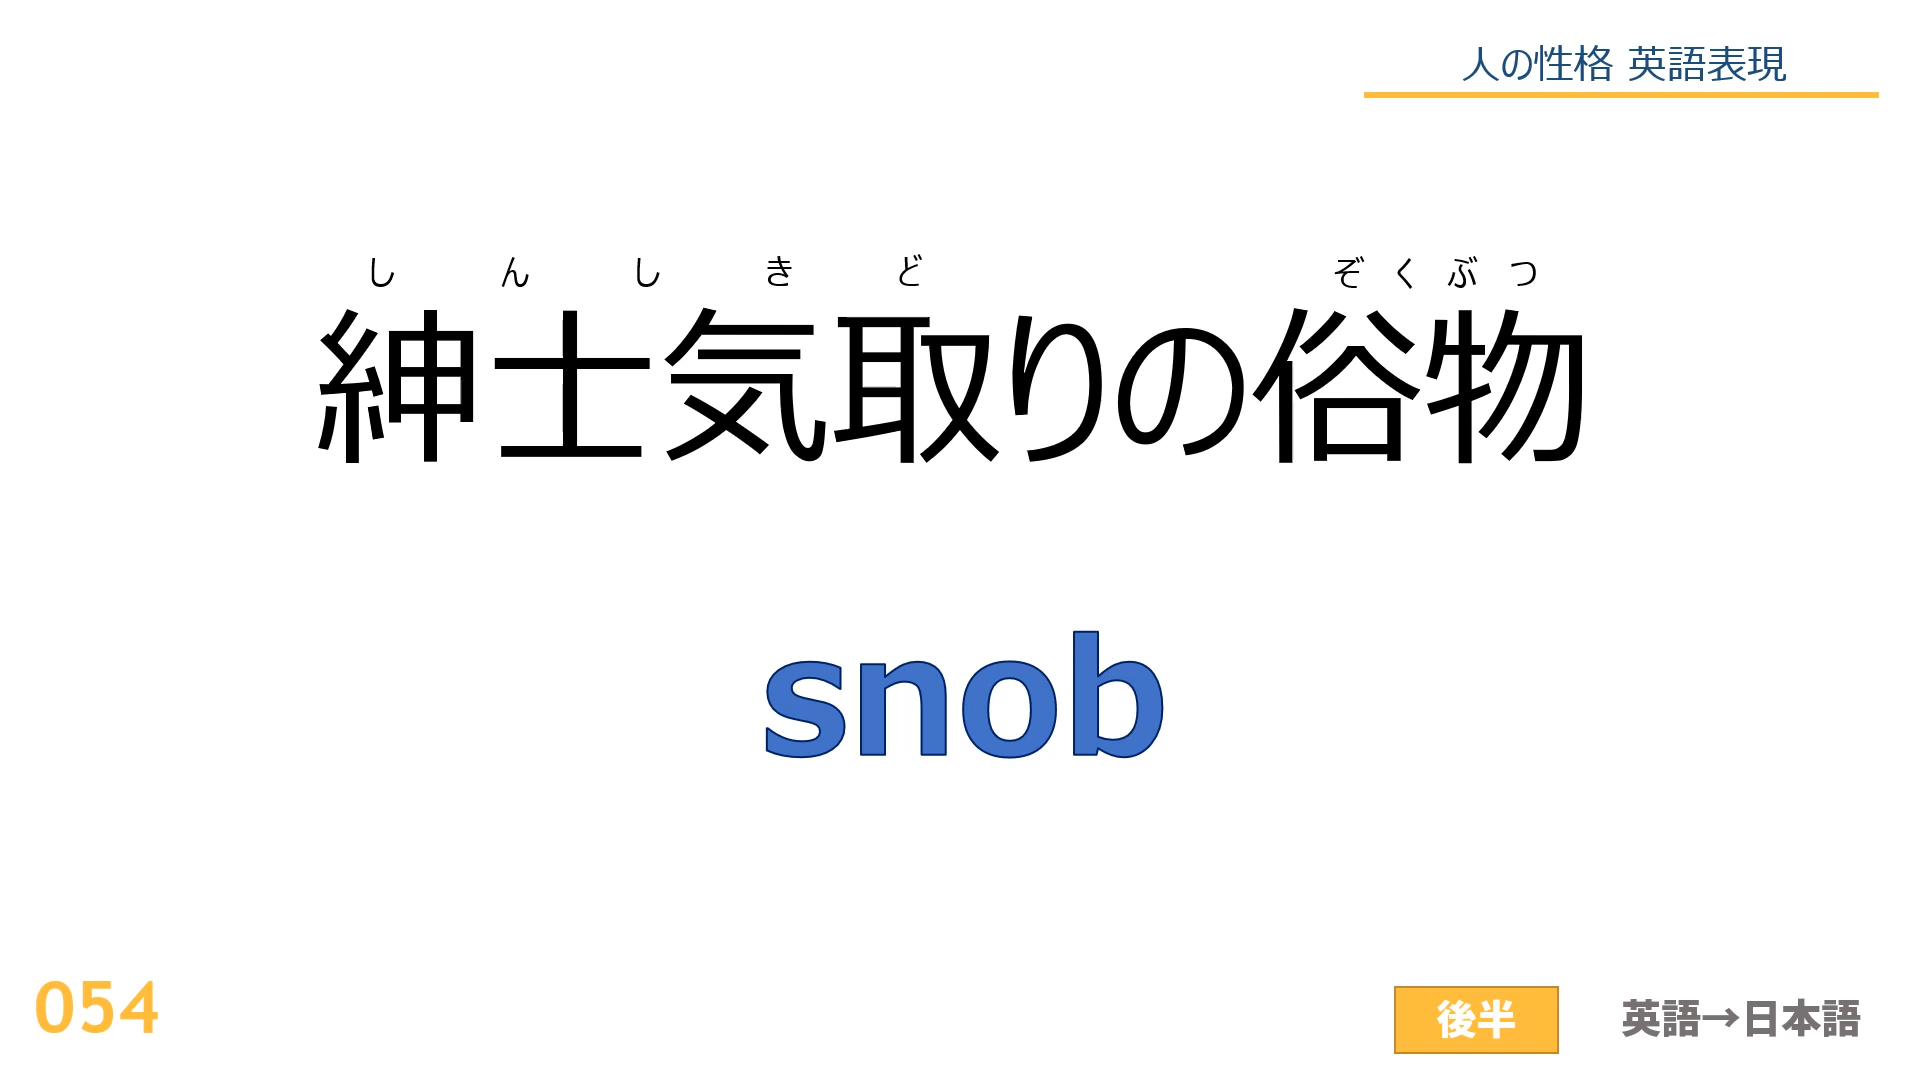 人の性格 英語表現
しんしきど ぞくぶつ
紳士気取りの俗物
snob
054
後半
英語→日本語